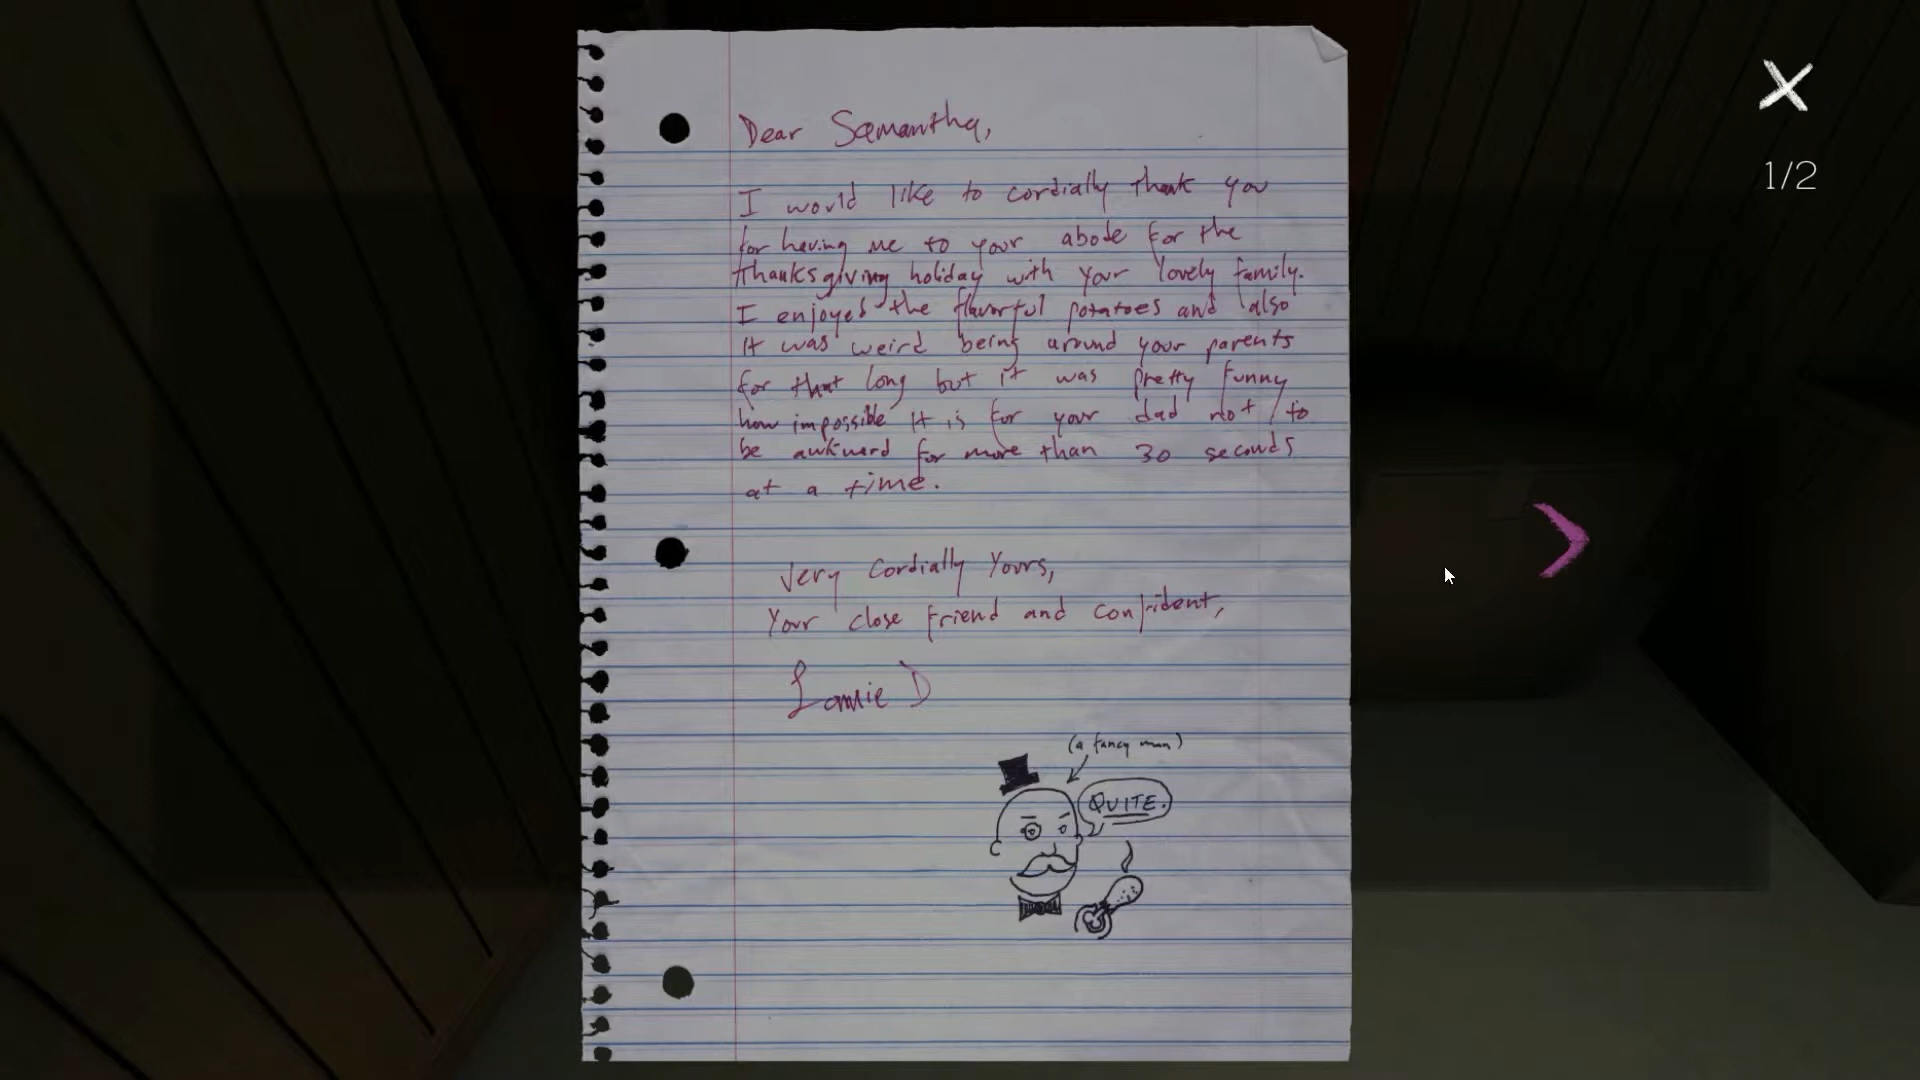 1/2
Dear Samantha,
I would like to cordially thank you
for having me to your abode for the
thanksgiving holiday with your lovely family.
I enjoyed the flavorful potatoes and also
it was weird being around your parents
for that long but it was pretty funny
how impossible it is for your dad not to
be awkward for more than 30 seconds
at a time.
Very Cordially Yours,
Your close friend and confident,
Lonnie D
(a fancy man)
QUITE.